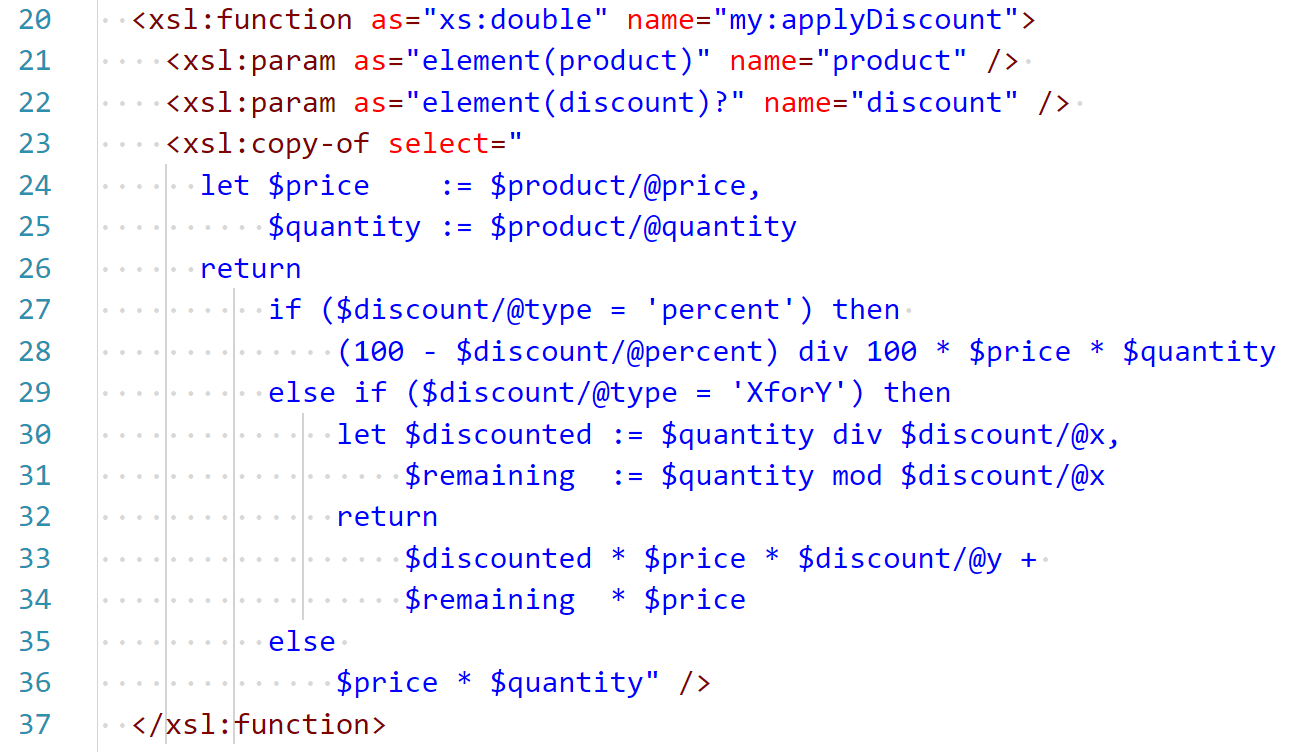 20 <xsl:function as="xs:double" name="my:applyDiscount">
21 <xsl:param as="element(product)" name="product" />
22 <xsl:param as="element(discount)?" name="discount" />
23 <xsl:copy-of select="
24 let $price    := $product/@price,
25 $quantity := $product/@quantity
26 return
27 if ($discount/@type = 'percent') then
28 (100 - $discount/@percent) div 100 * $price * $quantity
29 else if ($discount/@type = 'XforY') then
30 let $discounted := $quantity div $discount/@x,
31 $remaining  := $quantity mod $discount/@x
32 return
33 $discounted * $price * $discount/@y +
34 $remaining  * $price
35 else
36 $price * $quantity" />
37 </xsl:function>